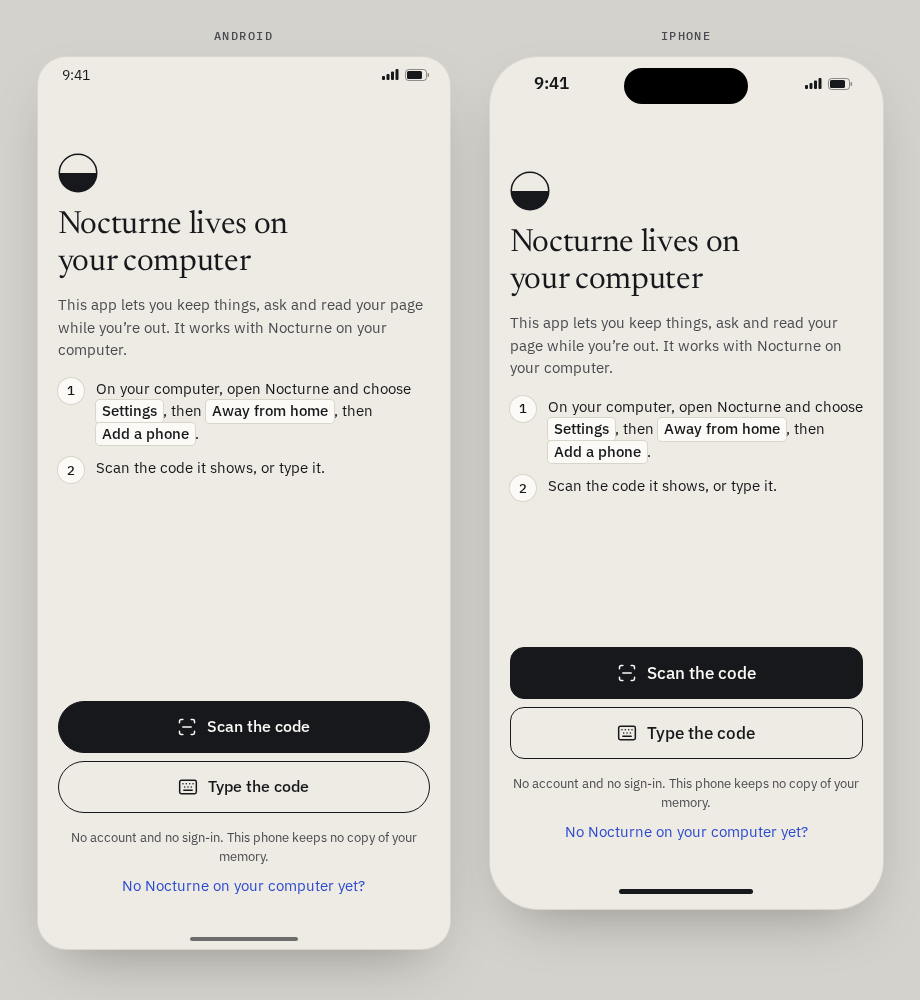 ANDROID
9:41
Nocturne lives on
your computer
This app lets you keep things, ask and read your page
while you’re out. It works with Nocturne on your
computer.
1 On your computer, open Nocturne and choose
Settings, then Away from home, then
Add a phone.
2 Scan the code it shows, or type it.
Scan the code
Type the code
No account and no sign-in. This phone keeps no copy of your
memory.
No Nocturne on your computer yet?
IPHONE
9:41
Nocturne lives on
your computer
This app lets you keep things, ask and read your
page while you’re out. It works with Nocturne on
your computer.
1 On your computer, open Nocturne and choose
Settings, then Away from home, then
Add a phone.
2 Scan the code it shows, or type it.
Scan the code
Type the code
No account and no sign-in. This phone keeps no copy of your
memory.
No Nocturne on your computer yet?